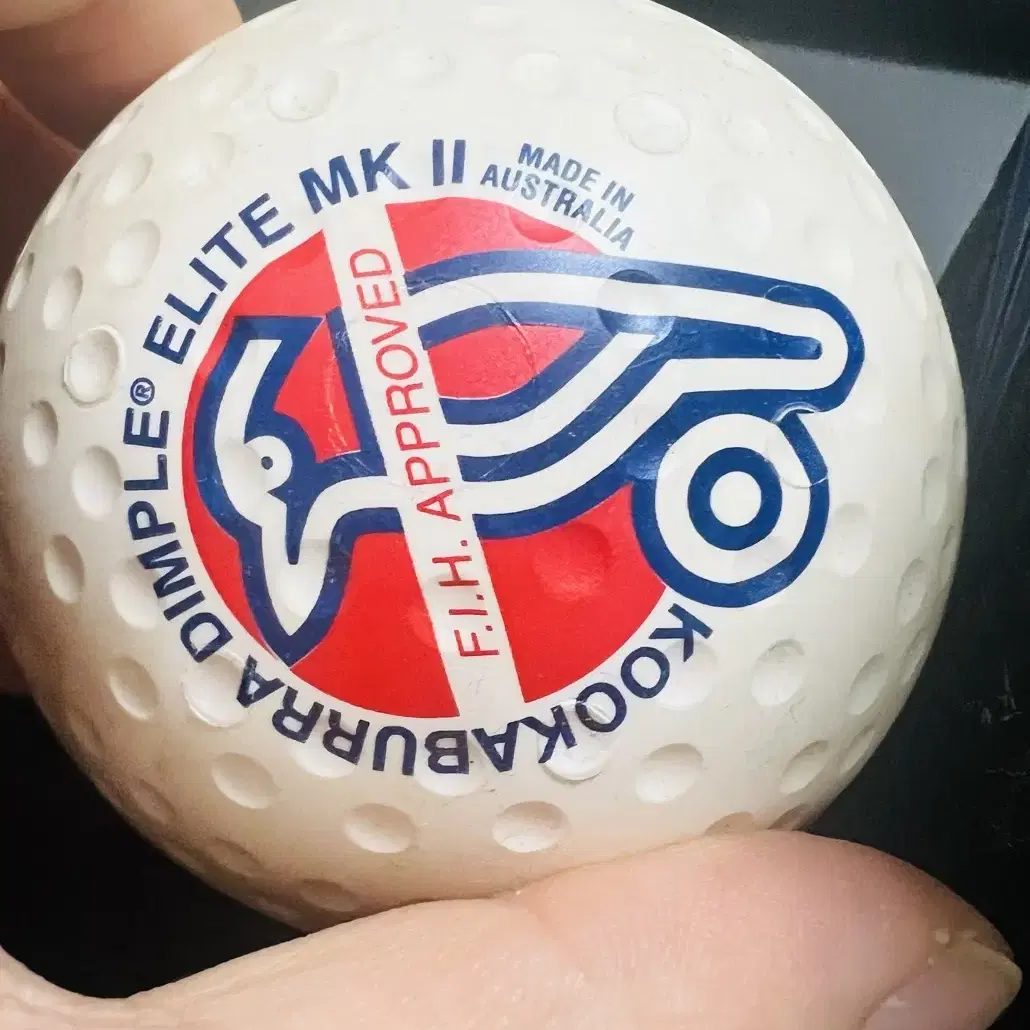 KOOKABURRA DIMPLE® ELITE MK II
MADE IN
AUSTRALIA
F.I.H. APPROVED